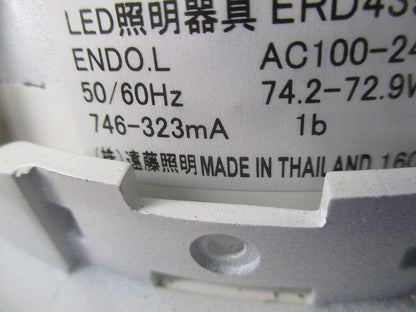 LED照明器具 ERD439
ENDO.L AC100-24
50/60Hz 74.2-72.9W
746-323mA 1b
(株)遠藤照明 MADE IN THAILAND 160